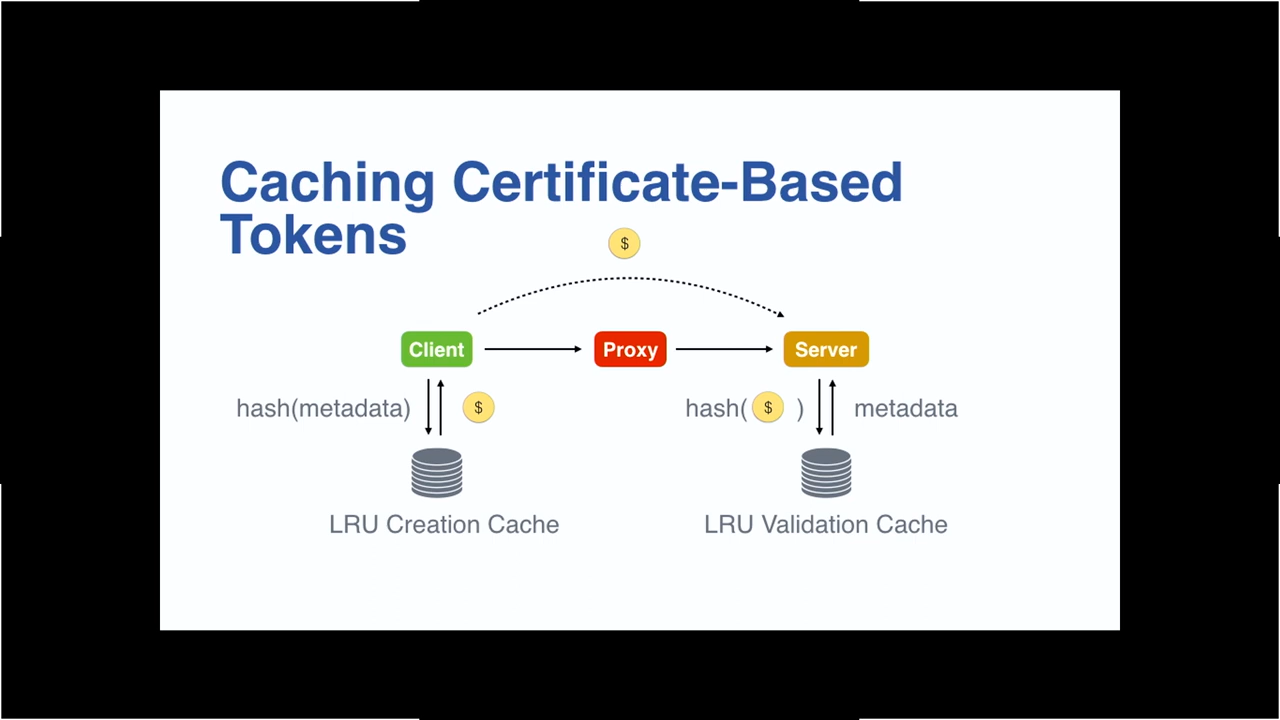 Caching Certificate-Based
Tokens
$
Client
Proxy
Server
hash(metadata)
$
hash( $ )
metadata
LRU Creation Cache
LRU Validation Cache